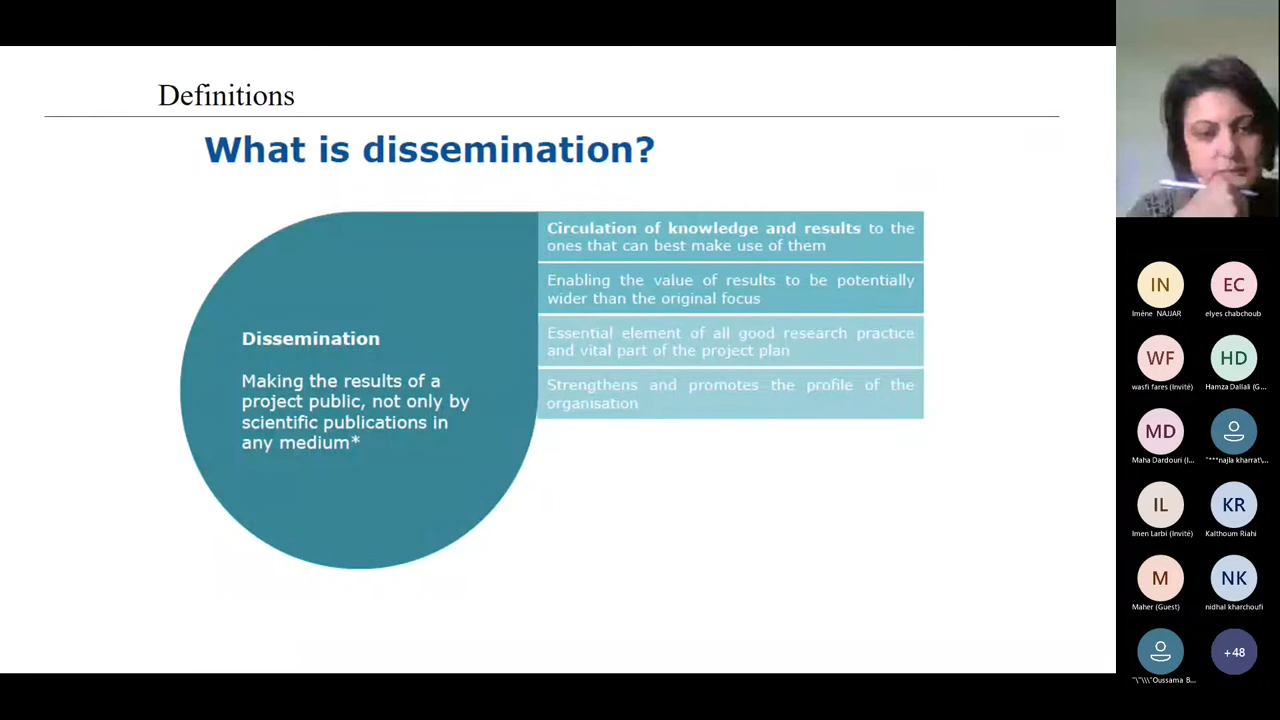 Definitions
What is dissemination?
Dissemination
Making the results of a
project public, not only by
scientific publications in
any medium*
Circulation of knowledge and results to the
ones that can best make use of them
Enabling the value of results to be potentially
wider than the original focus
Essential element of all good research practice
and vital part of the project plan
Strengthens and promotes the profile of the
organisation
IN
EC
Imène NAJJAR
elyes chabchoub
WF
HD
wasfi fares (Invité)
Hamza Dallali (G...
MD
Maha Dardouri (I...
"***najla kharrat\...
IL
KR
Imen Larbi (Invité)
Kalthoum Riahi
M
NK
Maher (Guest)
nidhal kharchoufi
+48
"\"\\\"Oussama B...